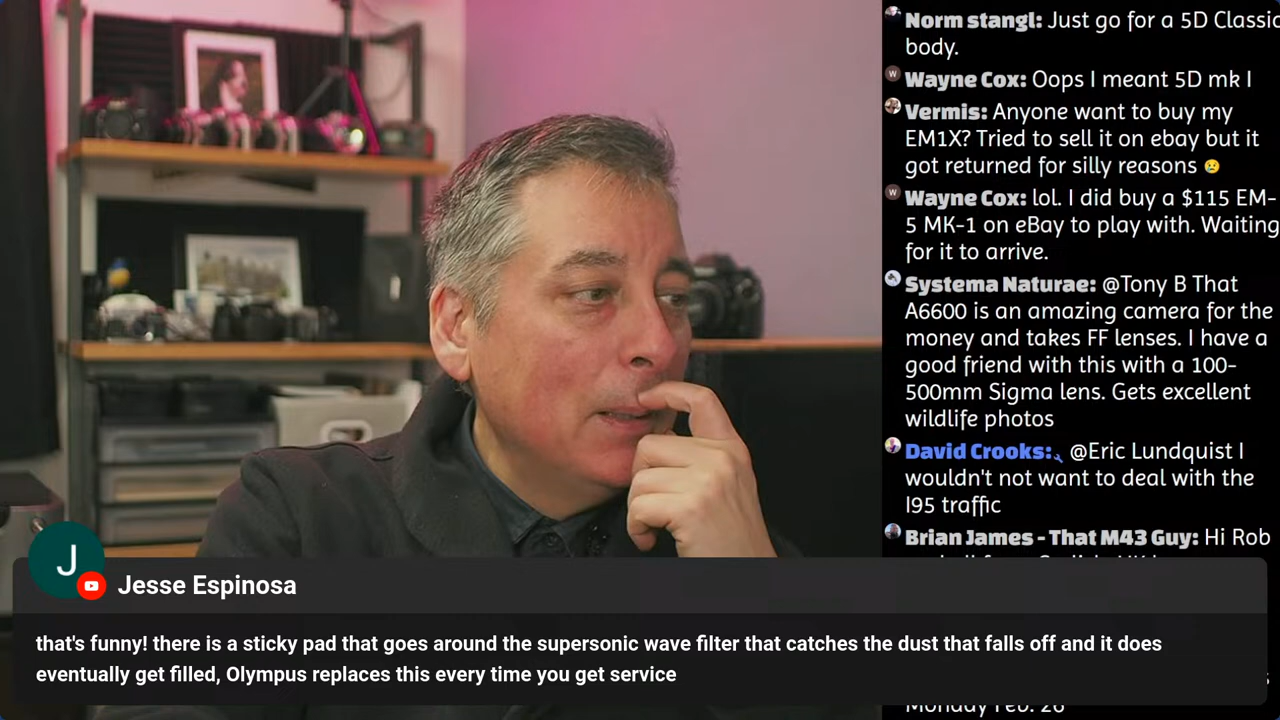 Norm stangl: Just go for a 5D Classic
body.
Wayne Cox: Oops I meant 5D mk I
Vermis: Anyone want to buy my
EM1X? Tried to sell it on ebay but it
got returned for silly reasons 😢
Wayne Cox: lol. I did buy a $115 EM-
5 MK-1 on eBay to play with. Waiting
for it to arrive.
Systema Naturae: @Tony B That
A6600 is an amazing camera for the
money and takes FF lenses. I have a
good friend with this with a 100-
500mm Sigma lens. Gets excellent
wildlife photos
David Crooks: @Eric Lundquist I
wouldn't not want to deal with the
I95 traffic
Brian James - That M43 Guy: Hi Rob
J
Jesse Espinosa
that's funny! there is a sticky pad that goes around the supersonic wave filter that catches the dust that falls off and it does
eventually get filled, Olympus replaces this every time you get service
Monday Feb. 26